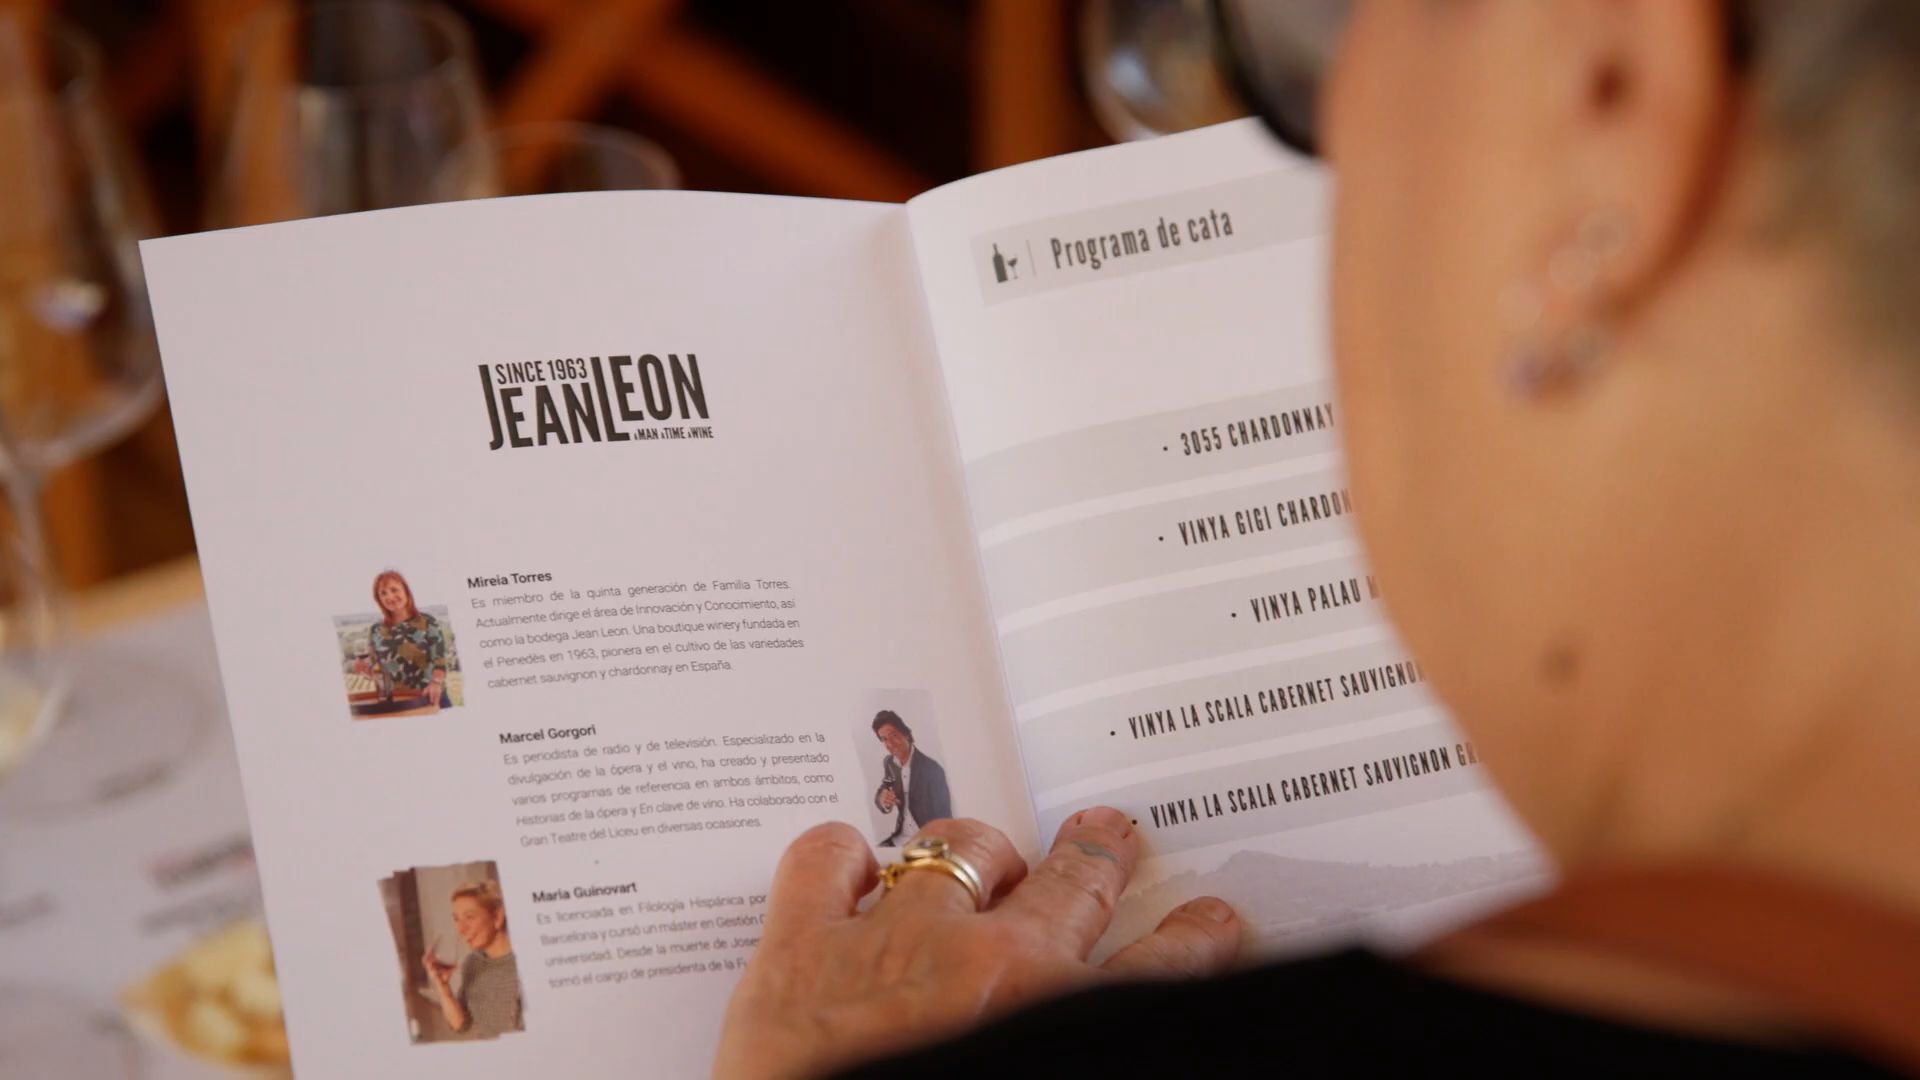 SINCE 1963
JEAN LEON
A MAN A TIME A WINE
Mireia Torres
Es miembro de la quinta generación de Familia Torres.
Actualmente dirige el área de Innovación y Conocimiento, así
como la bodega Jean Leon. Una boutique winery fundada en
el Penedès en 1963, pionera en el cultivo de las variedades
cabernet sauvignon y chardonnay en España.
Marcel Gorgori
Es periodista de radio y de televisión. Especializado en la
divulgación de la ópera y el vino, ha creado y presentado
varios programas de referencia en ambos ámbitos, como
Historias de la ópera y En clave de vino. Ha colaborado con el
Gran Teatre del Liceu en diversas ocasiones.
Maria Guinovart
Es licenciada en Filología Hispánica por
Barcelona y cursó un máster en Gestión
universidad. Desde la muerte de
tomó el cargo de presidenta de la
Programa de cata
· 3055 CHARDONNAY
· VINYA GIGI
· VINYA PALAU
· VINYA LA SCALA CABERNET SAUVIGNON
· VINYA LA SCALA CABERNET SAUVIGNON